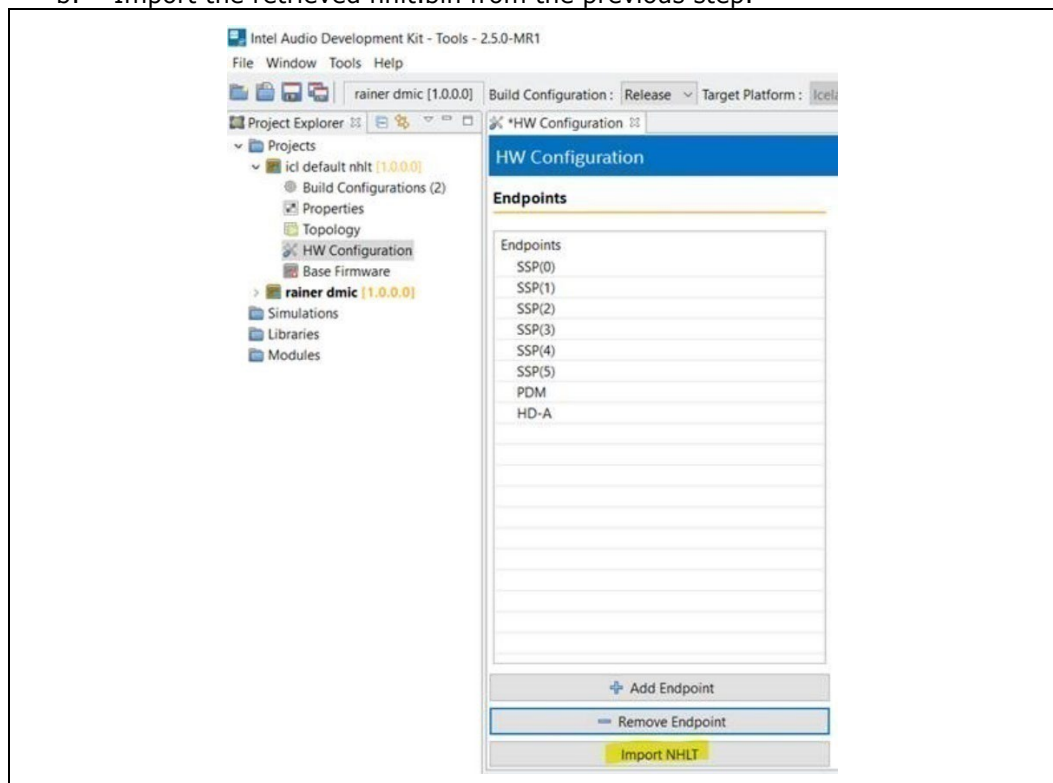 b. Import the retrieved nhlt.bin from the previous step.
Intel Audio Development Kit - Tools - 2.5.0-MR1
File Window Tools Help
rainer dmic [1.0.0.0] Build Configuration : Release Target Platform :
Project Explorer *HW Configuration
Projects
icl default nhlt [1.0.0.0]
Build Configurations (2)
Properties
Topology
HW Configuration
Base Firmware
rainer dmic [1.0.0.0]
Simulations
Libraries
Modules
HW Configuration
Endpoints
Endpoints
SSP(0)
SSP(1)
SSP(2)
SSP(3)
SSP(4)
SSP(5)
PDM
HD-A
Add Endpoint
Remove Endpoint
Import NHLT